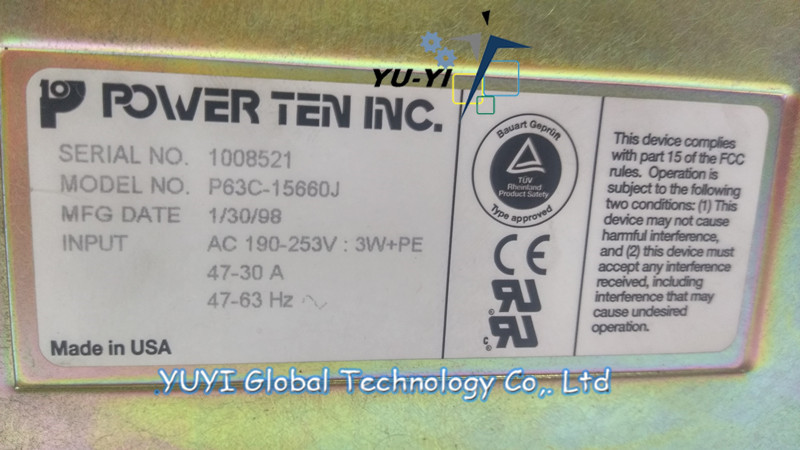 YU-YI
POWER TEN INC.
SERIAL NO. 1008521
MODEL NO. P63C-15660J
MFG DATE 1/30/98
INPUT AC 190-253V : 3W+PE
47-30 A
47-63 Hz ~
Made in USA
Bauart Geprüft
TÜV
Rheinland
Product Safety
Type approved
CE
This device complies
with part 15 of the FCC
rules. Operation is
subject to the following
two conditions: (1) This
device may not cause
harmful interference,
and (2) this device must
accept any interference
received, including
interference that may
cause undesired
operation.
YUYI Global Technology Co,. Ltd